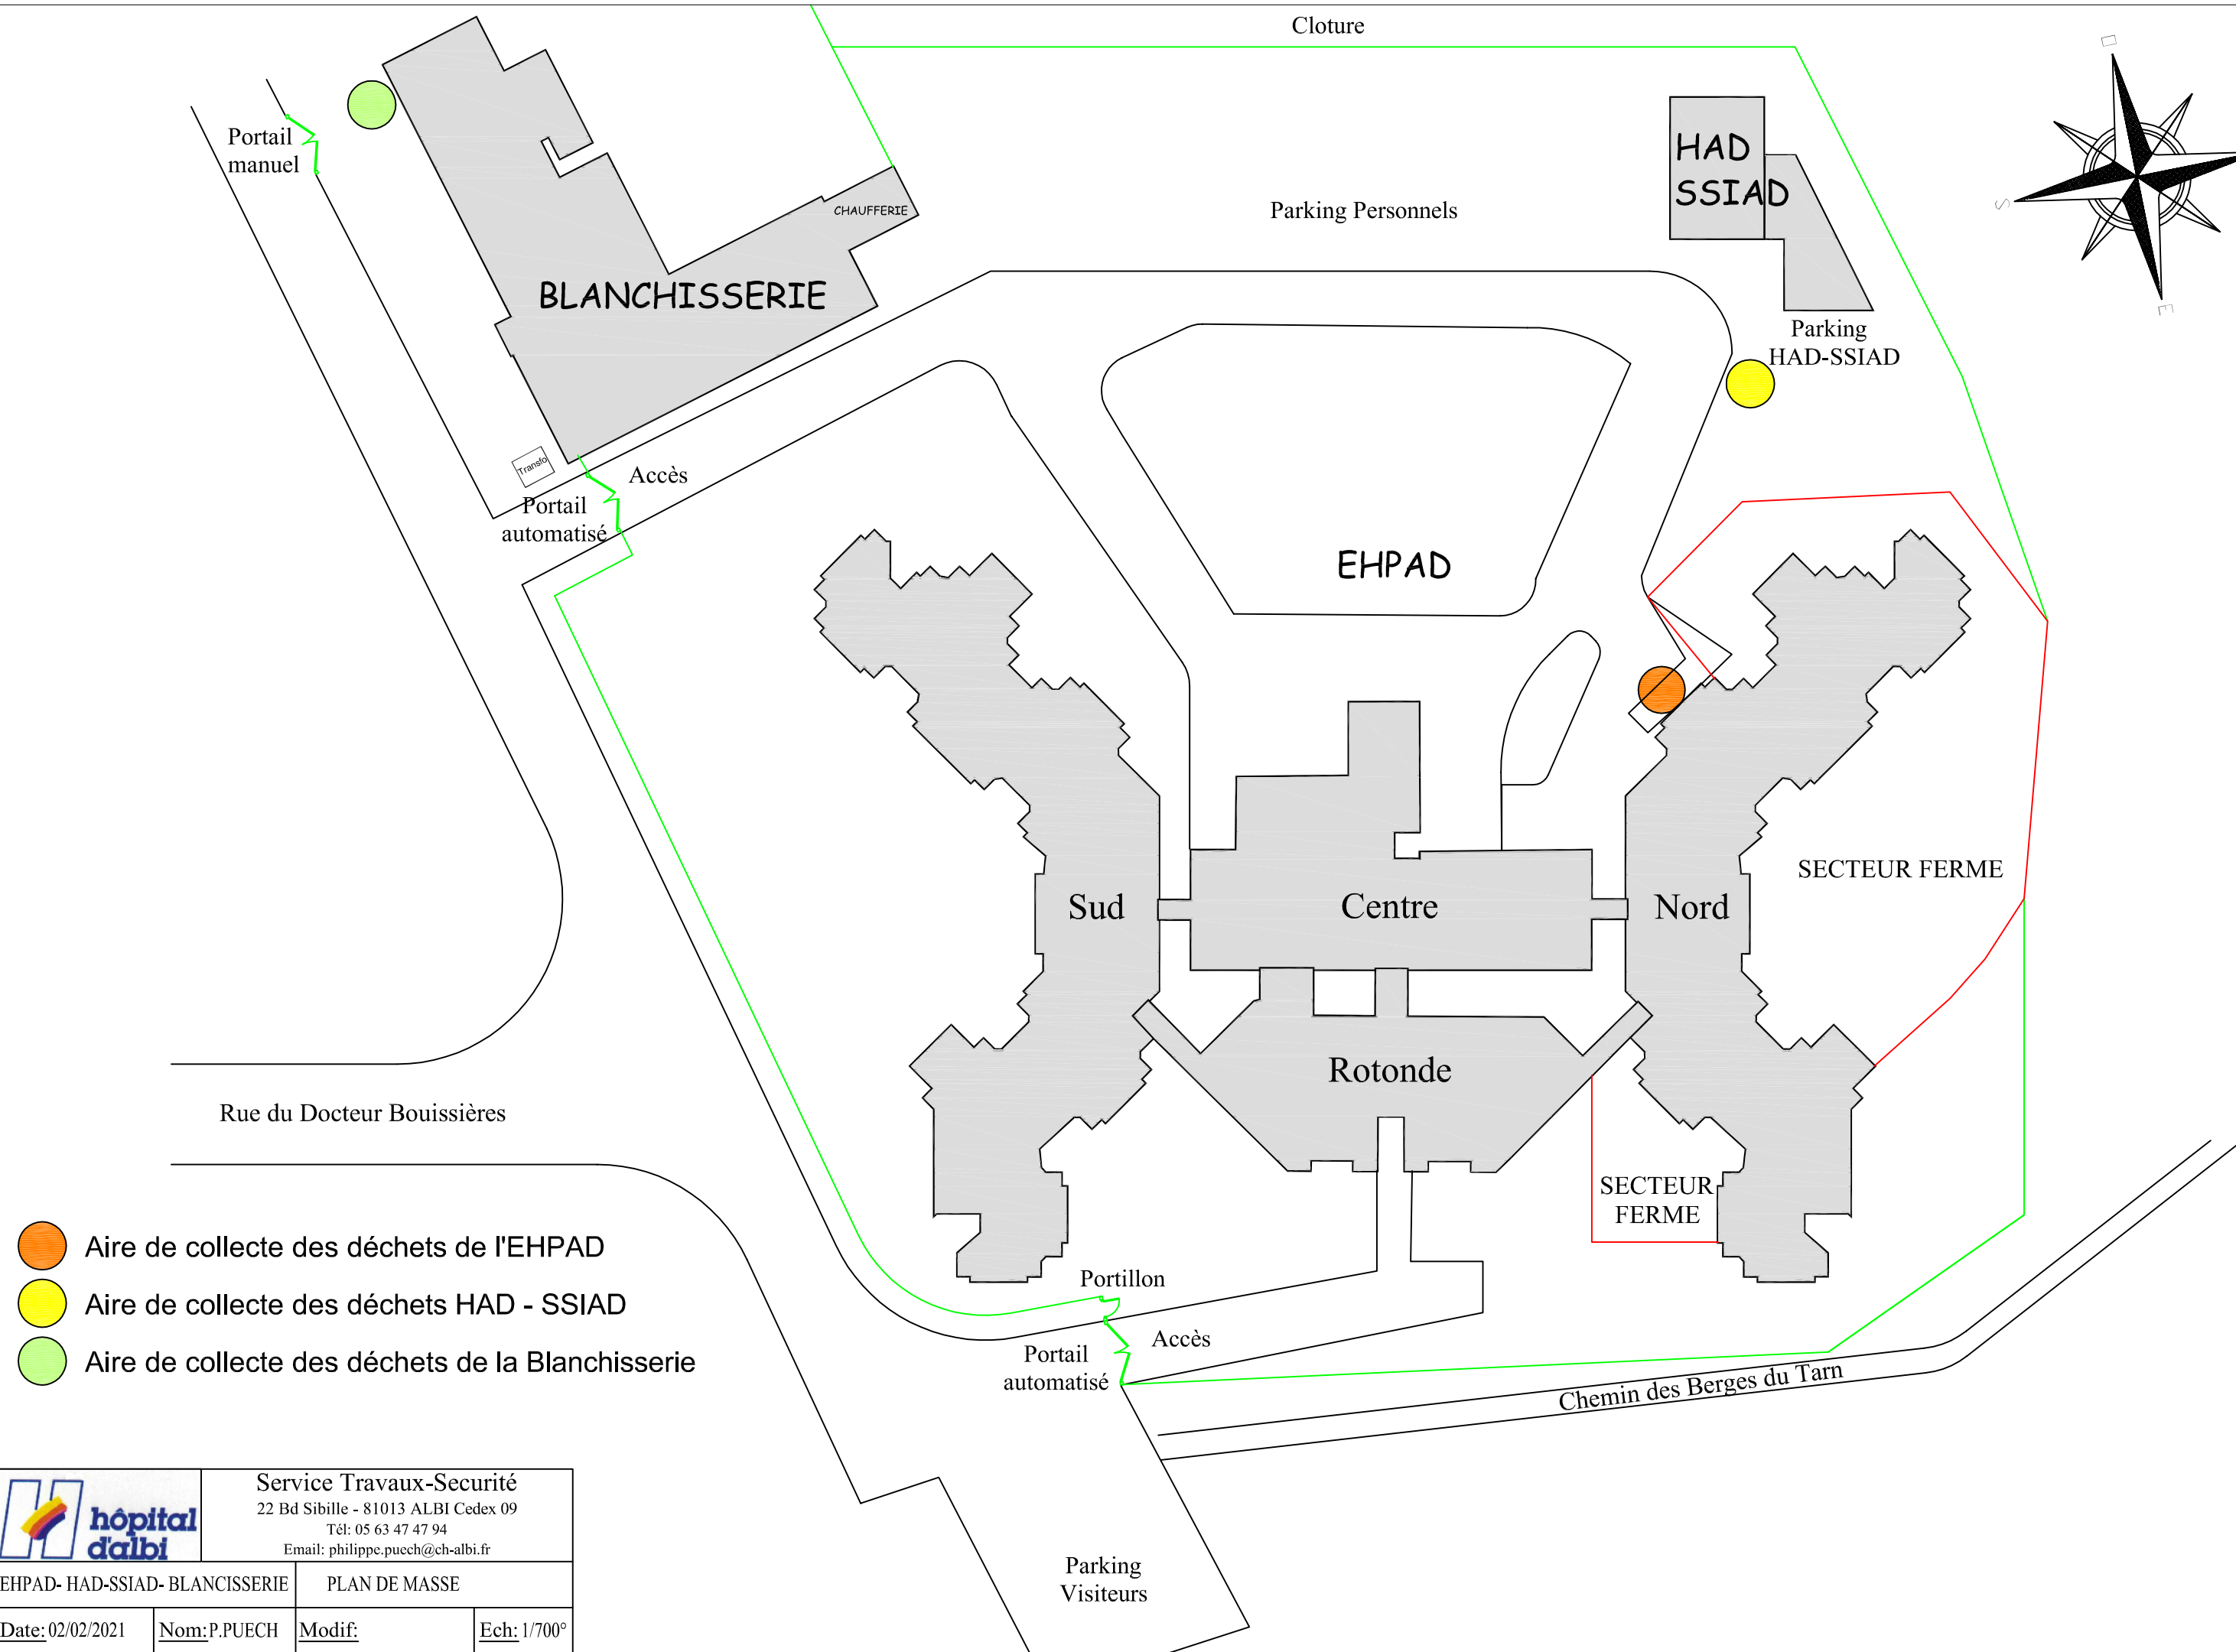 Cloture
O
Portail
manuel
HAD
SSIAD
CHAUFFERIE
Parking Personnels
S
BLANCHISSERIE
E
Parking
HAD-SSIAD
Transfo
Accès
Portail
automatisé
EHPAD
SECTEUR FERME
Sud
Centre
Nord
Rotonde
Rue du Docteur Bouissières
SECTEUR
FERME
Aire de collecte des déchets de l'EHPAD
Aire de collecte des déchets HAD - SSIAD
Aire de collecte des déchets de la Blanchisserie
Portillon
Accès
Portail
automatisé
Chemin des Berges du Tarn
Parking
Visiteurs
hôpital
d'albi
Service Travaux-Securité
22 Bd Sibille - 81013 ALBI Cedex 09
Tél: 05 63 47 47 94
Email: philippe.puech@ch-albi.fr
EHPAD- HAD-SSIAD- BLANCISSERIE
PLAN DE MASSE
Date: 02/02/2021
Nom: P.PUECH
Modif:
Ech: 1/700°